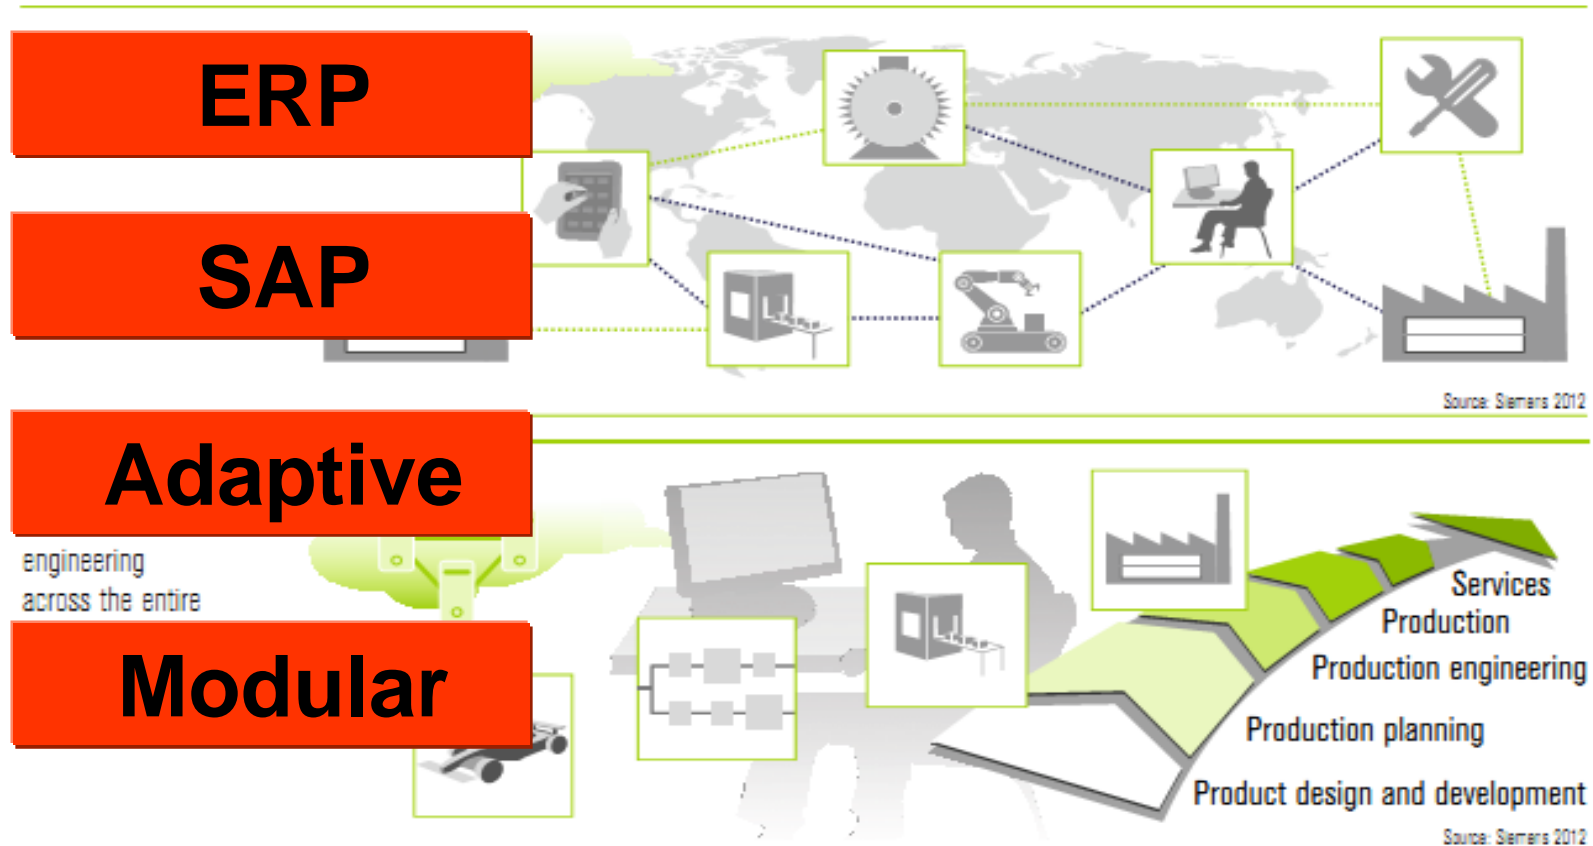 ERP
SAP
Source: Siemens 2012
Adaptive
engineering
across the entire
Modular
Services
Production
Production engineering
Production planning
Product design and development
Source: Siemens 2012